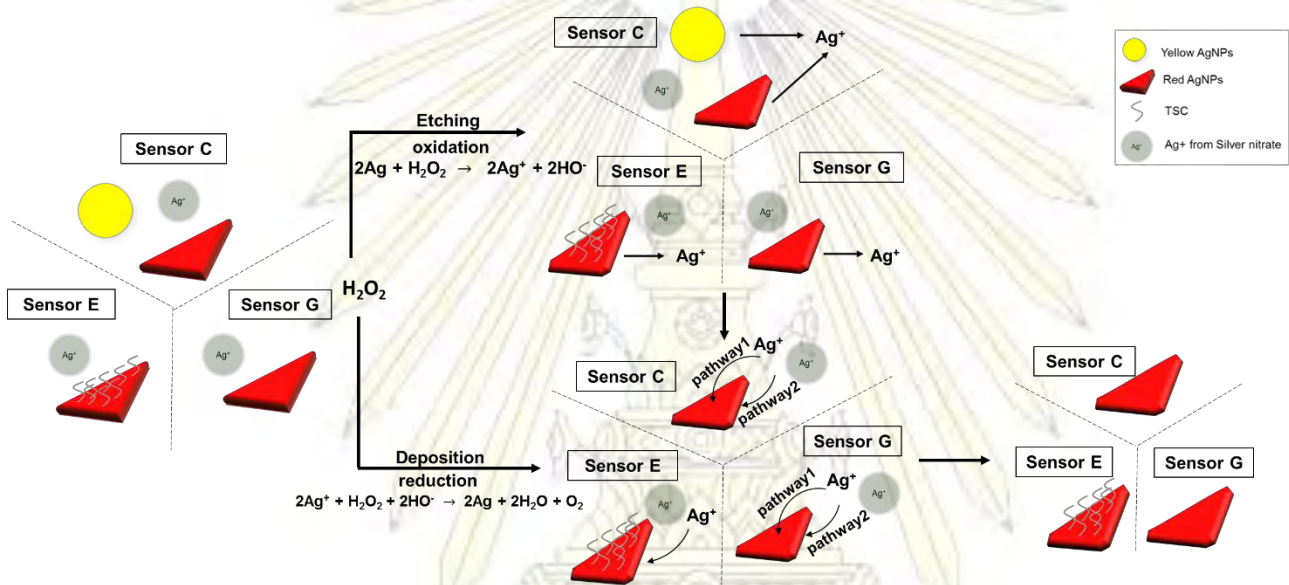 Sensor C
Ag⁺
Sensor E
Ag⁺
Sensor G
Ag⁺
H₂O₂
Etching
oxidation
2Ag + H₂O₂ → 2Ag⁺ + 2HO⁻
Sensor C
Ag⁺
Ag⁺
Sensor E
Ag⁺
Ag⁺
Sensor G
Ag⁺
Ag⁺
Deposition
reduction
2Ag⁺ + H₂O₂ + 2HO⁻ → 2Ag + 2H₂O + O₂
Sensor C
pathway1
Ag⁺
Ag⁺
pathway2
Sensor E
Ag⁺
Ag⁺
Sensor G
pathway1
Ag⁺
Ag⁺
pathway2
Sensor C
Sensor E
Sensor G
Yellow AgNPs
Red AgNPs
TSC
Ag⁺
Ag+ from Silver nitrate